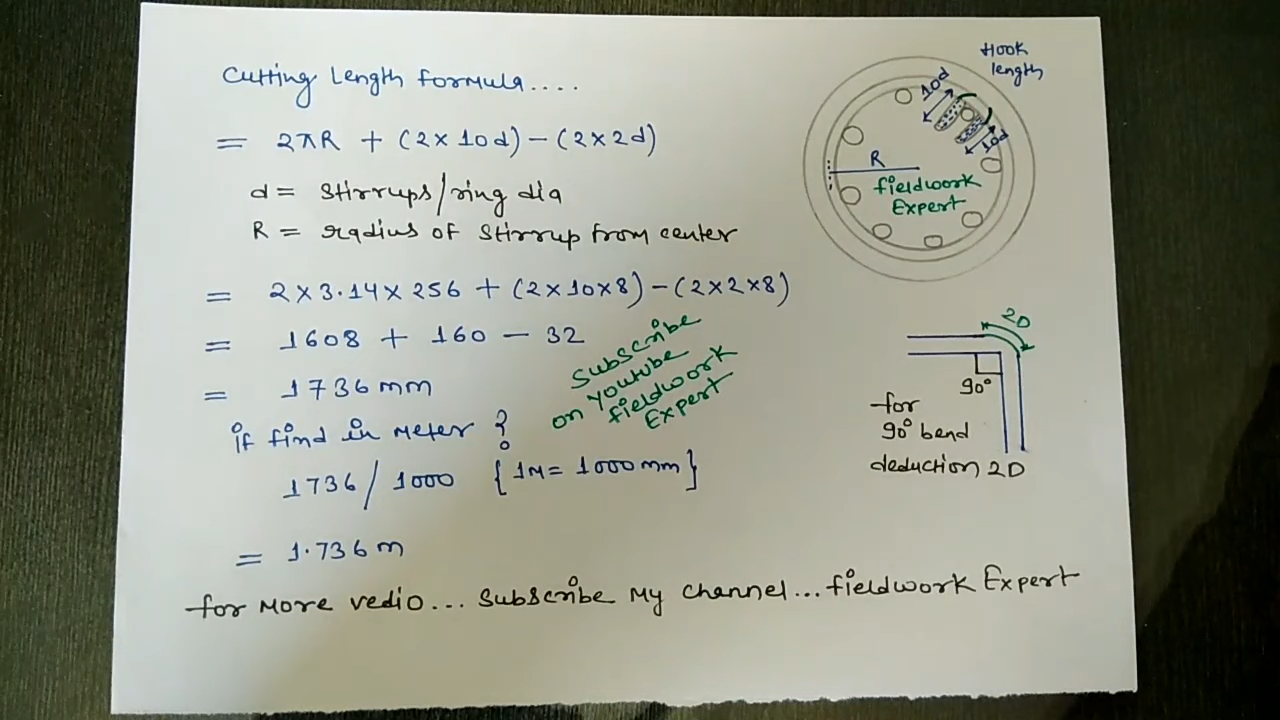 Cutting Length formula....
= 2πR + (2×10d) - (2×2d)
d = Stirrups/ring dia
R = radius of stirrup from center
= 2×3.14×256 + (2×10×8) - (2×2×8)
= 1608 + 160 - 32
= 1736 mm
if find in Meter ?
1736 / 1000 {1M = 1000mm}
= 1.736 m
for More vedio... Subscribe My channel... fieldwork Expert
Subscribe
on YouTube
fieldwork
Expert
Hook
length
10d
10d
R
fieldwork
Expert
2D
90°
for
90° bend
deduction 2D